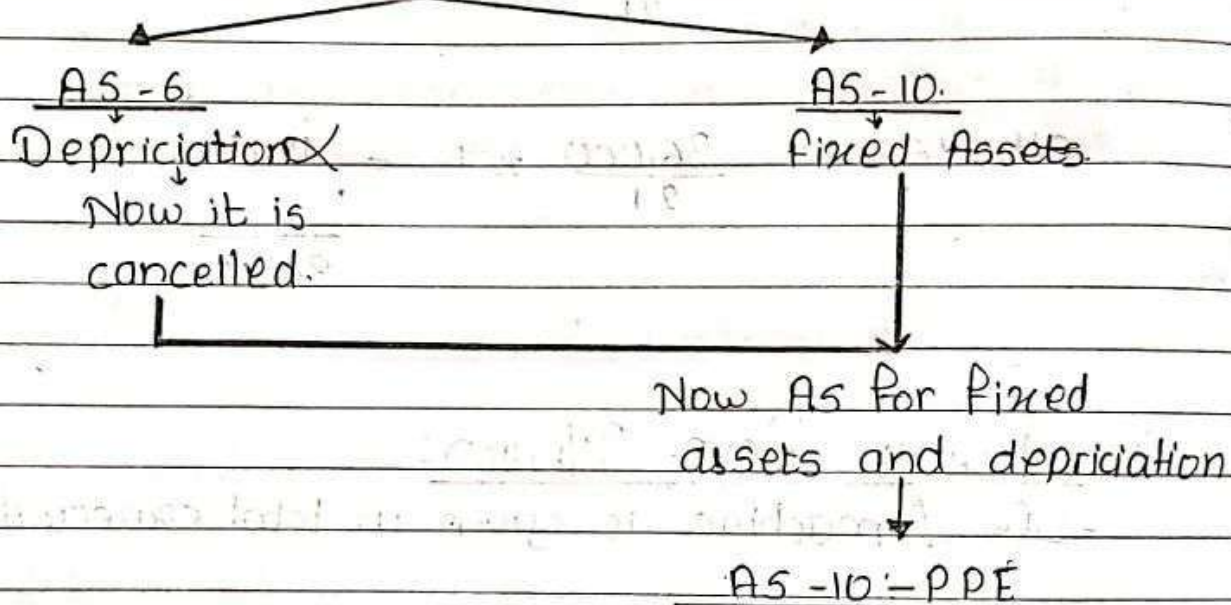 AS-6
Depriciation
Now it is
cancelled.
AS-10.
Fixed Assets.
Now As for fixed
assets and depriciation
AS-10:-PPE